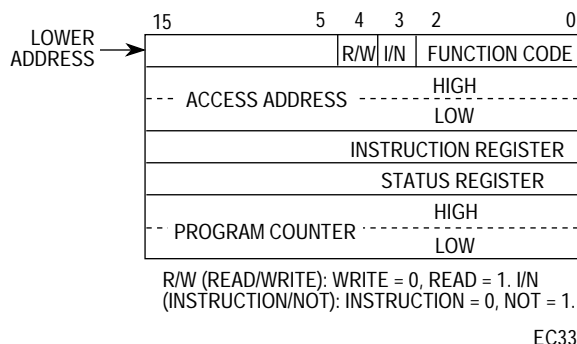 15 5 4 3 2 0
LOWER
ADDRESS
R/W I/N FUNCTION CODE
HIGH
ACCESS ADDRESS
LOW
INSTRUCTION REGISTER
STATUS REGISTER
HIGH
PROGRAM COUNTER
LOW
R/W (READ/WRITE): WRITE = 0, READ = 1. I/N
(INSTRUCTION/NOT): INSTRUCTION = 0, NOT = 1.
EC33